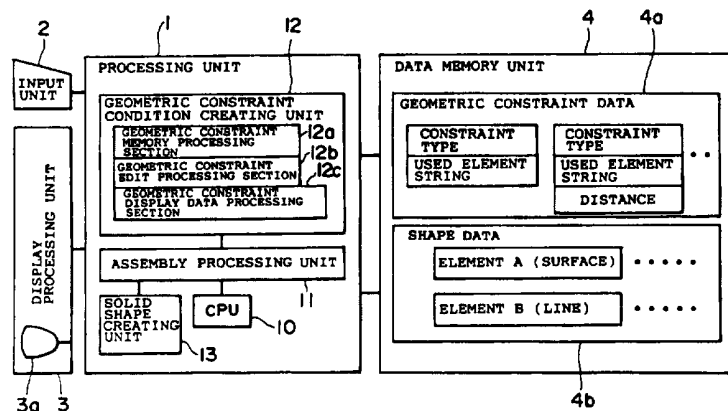 1
2
12
4
4a
INPUT
UNIT
PROCESSING UNIT
GEOMETRIC CONSTRAINT
CONDITION CREATING UNIT
GEOMETRIC CONSTRAINT
MEMORY PROCESSING
SECTION
12a
GEOMETRIC CONSTRAINT
EDIT PROCESSING SECTION
12b
GEOMETRIC CONSTRAINT
DISPLAY DATA PROCESSING
SECTION
12c
ASSEMBLY PROCESSING UNIT
11
SOLID
SHAPE
CREATING
UNIT
13
CPU
10
DISPLAY
PROCESSING UNIT
3a
3
DATA MEMORY UNIT
GEOMETRIC CONSTRAINT DATA
CONSTRAINT
TYPE
USED ELEMENT
STRING
CONSTRAINT
TYPE
USED ELEMENT
STRING
DISTANCE
SHAPE DATA
ELEMENT A (SURFACE)
ELEMENT B (LINE)
4b